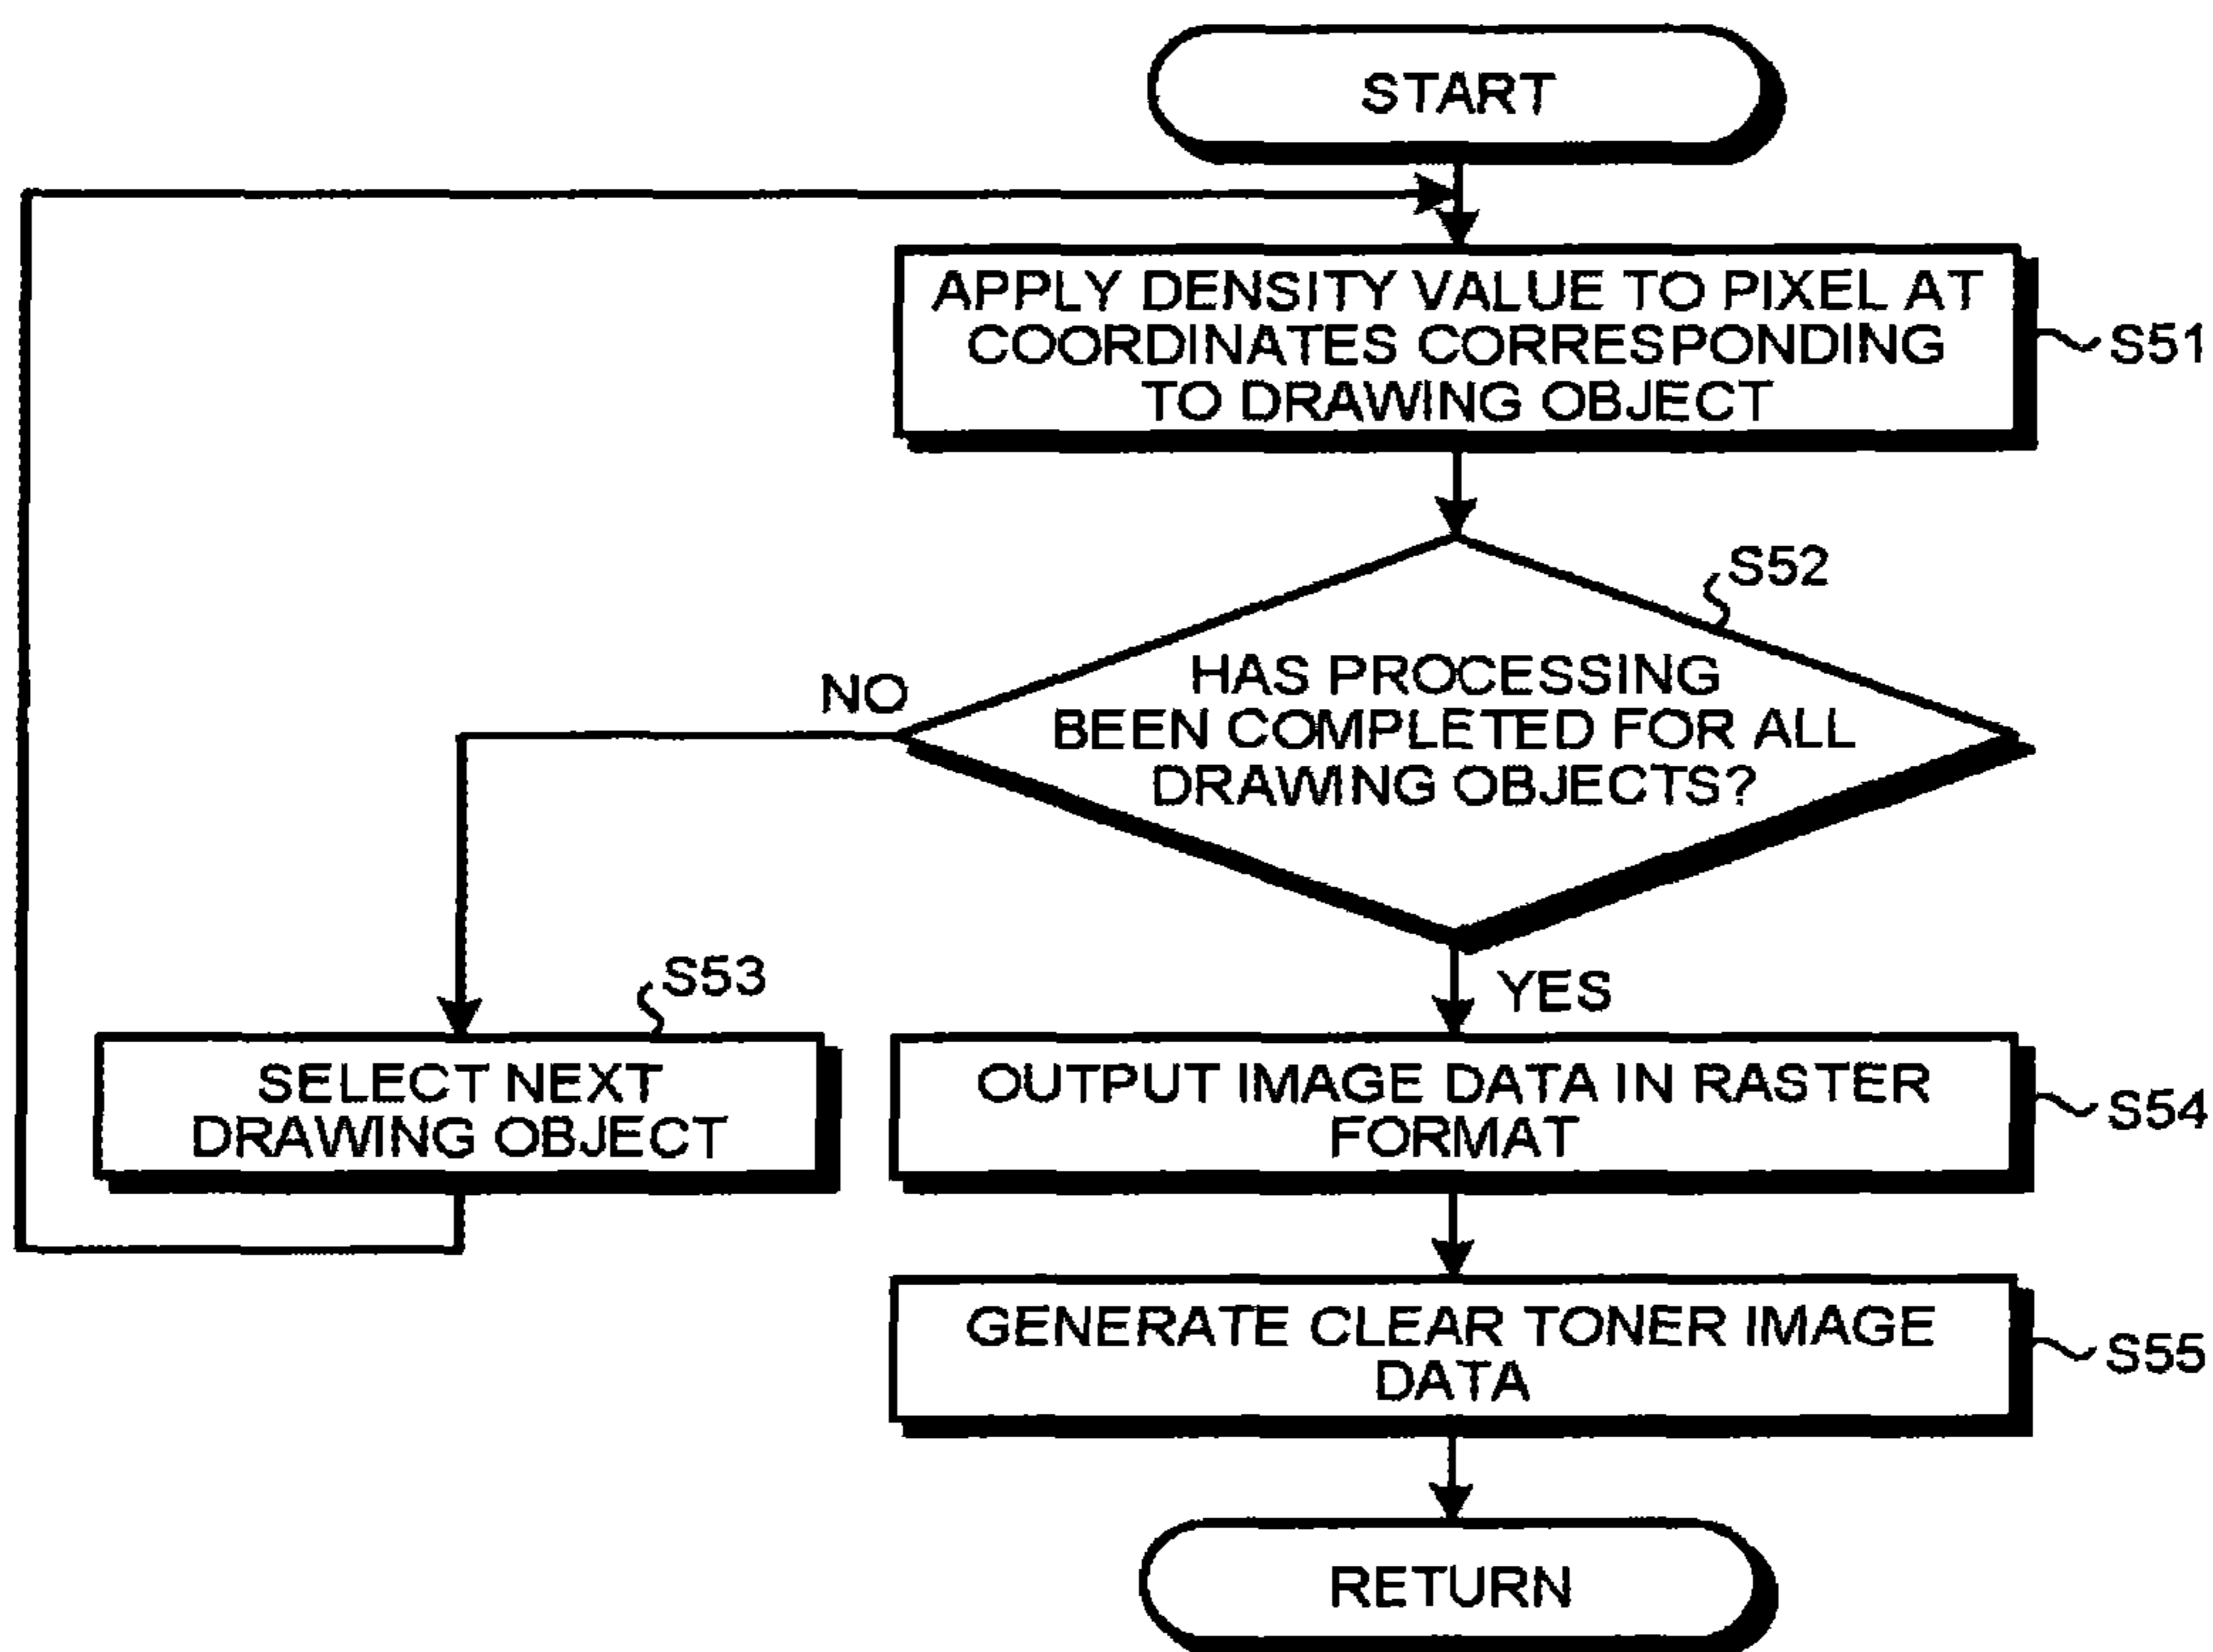 START
APPLY DENSITY VALUE TO PIXEL AT
COORDINATES CORRESPONDING
TO DRAWING OBJECT
S51
S52
HAS PROCESSING
BEEN COMPLETED FOR ALL
DRAWING OBJECTS?
NO
YES
S53
SELECT NEXT
DRAWING OBJECT
OUTPUT IMAGE DATA IN RASTER
FORMAT
S54
GENERATE CLEAR TONER IMAGE
DATA
S55
RETURN